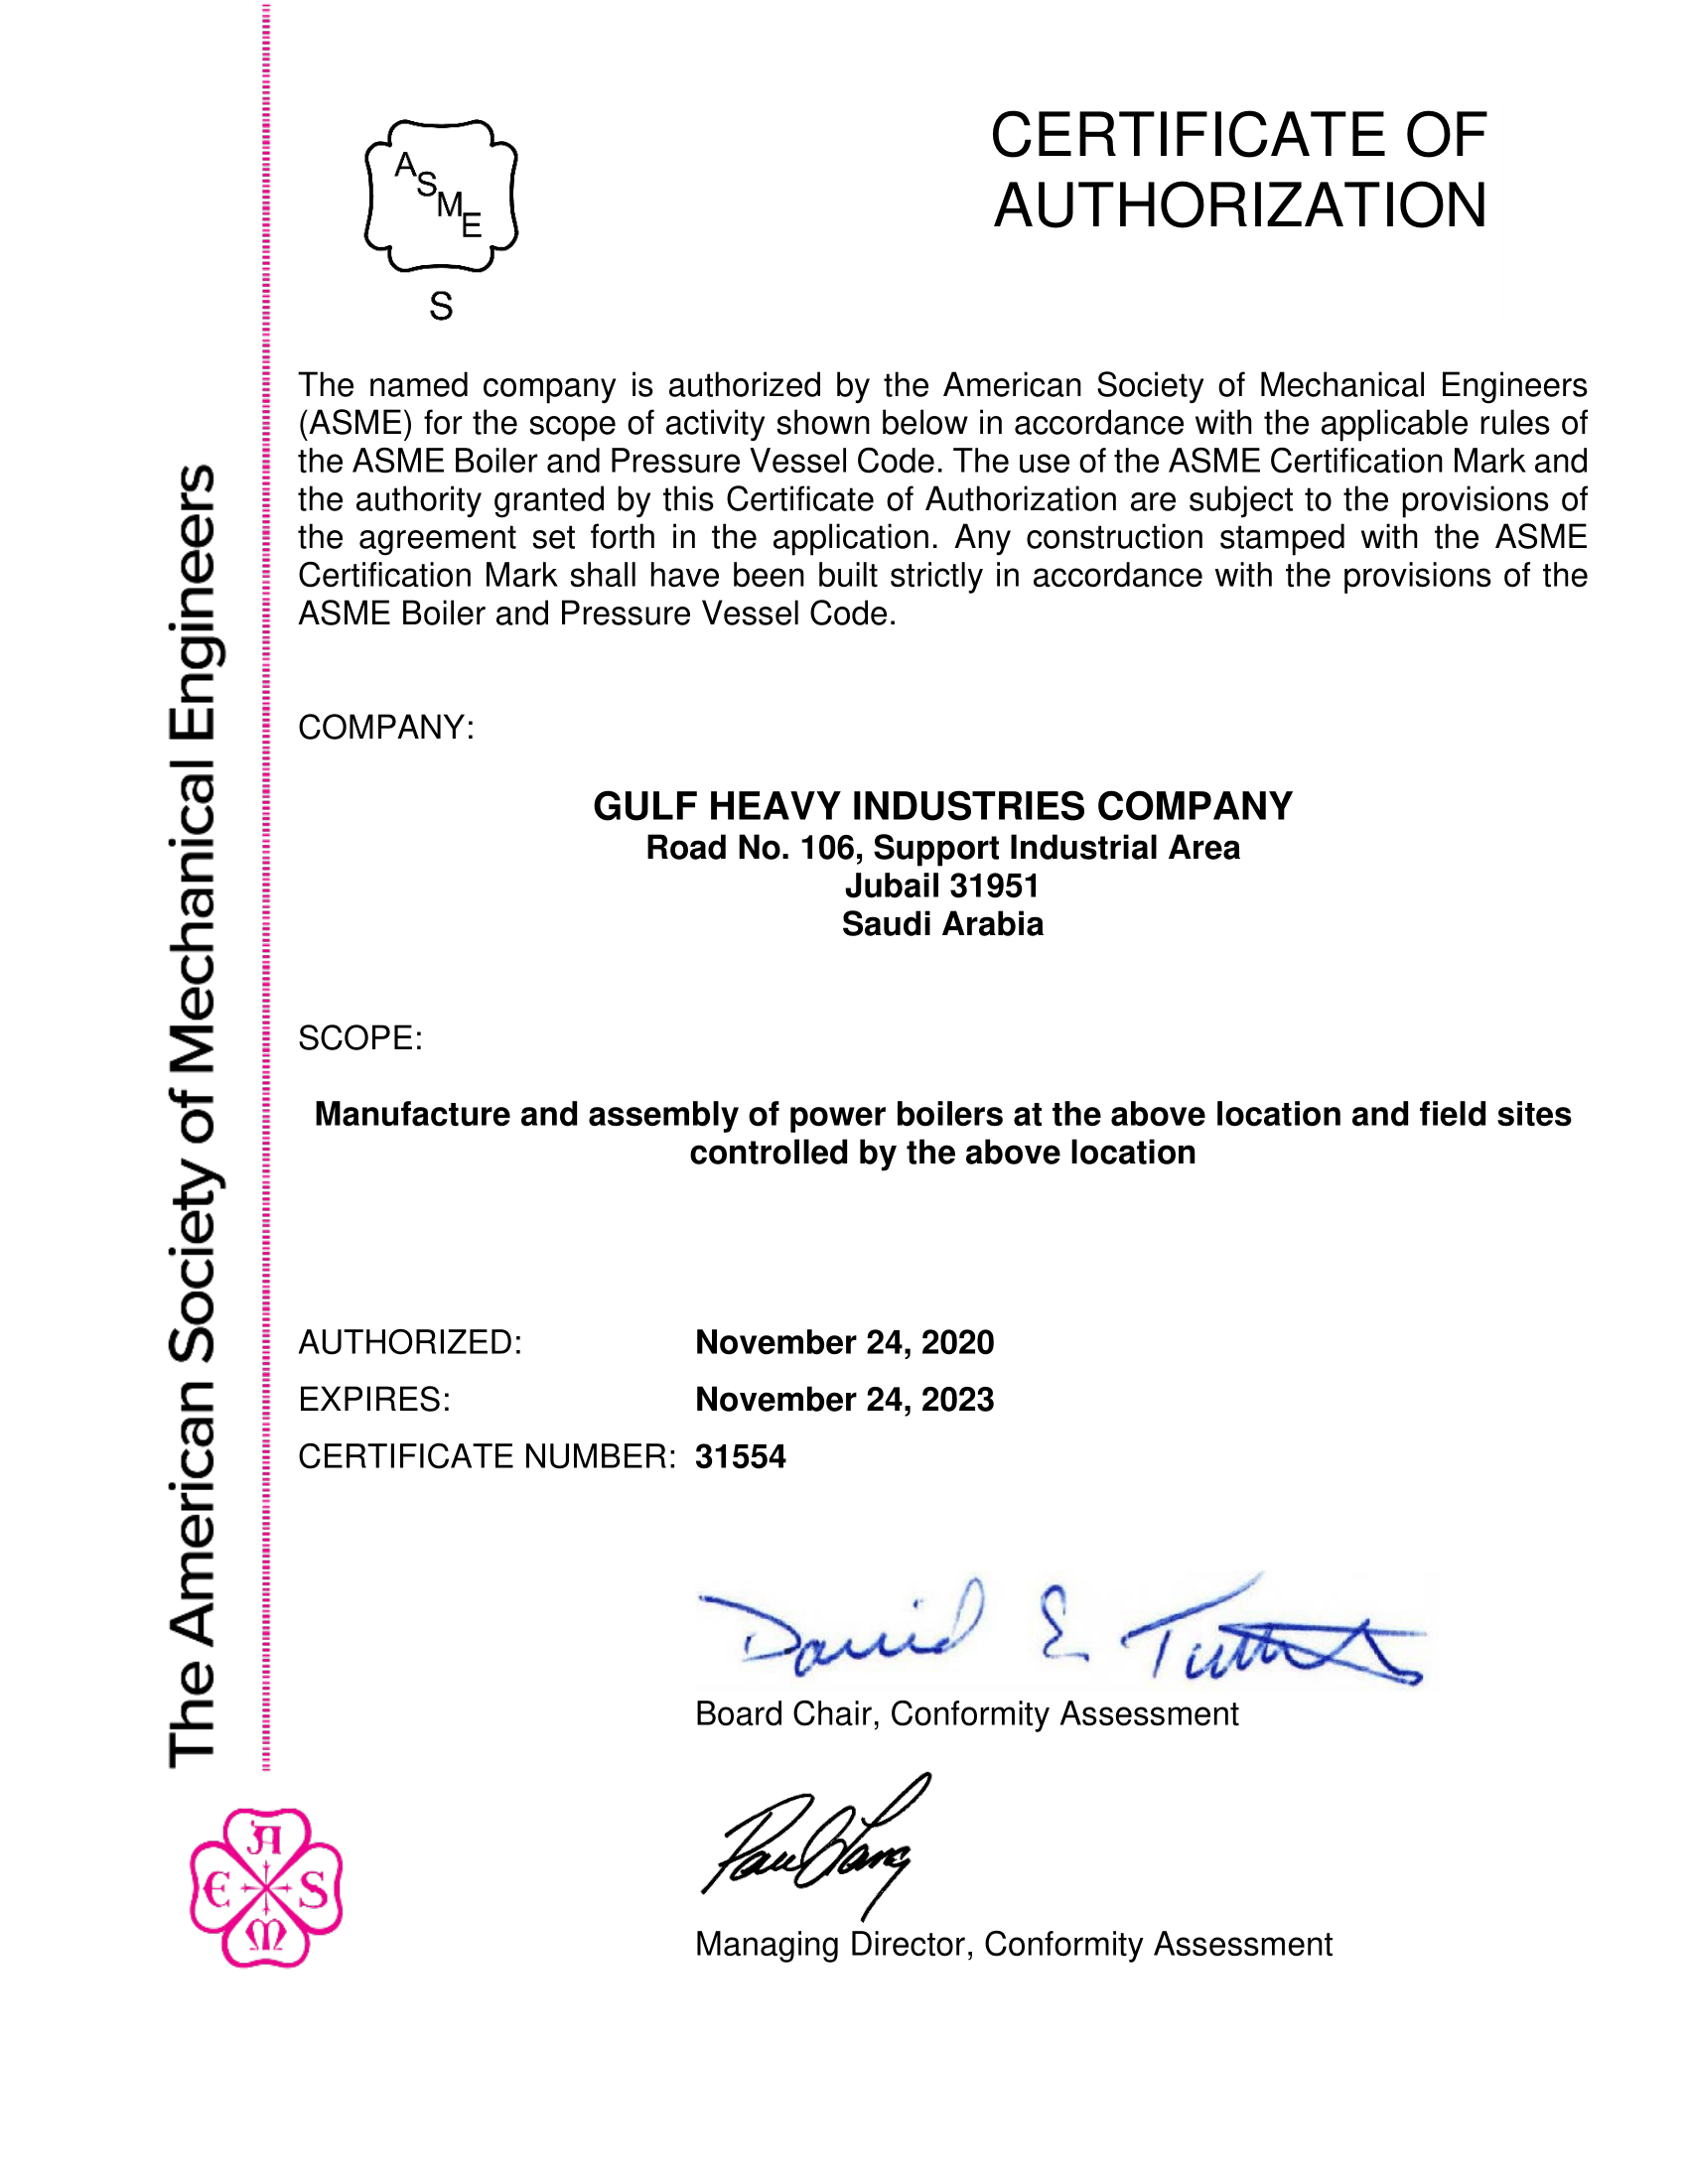 CERTIFICATE OF
AUTHORIZATION
A
S
M
E
S
The named company is authorized by the American Society of Mechanical Engineers
(ASME) for the scope of activity shown below in accordance with the applicable rules of
the ASME Boiler and Pressure Vessel Code. The use of the ASME Certification Mark and
the authority granted by this Certificate of Authorization are subject to the provisions of
the agreement set forth in the application. Any construction stamped with the ASME
Certification Mark shall have been built strictly in accordance with the provisions of the
ASME Boiler and Pressure Vessel Code.
COMPANY:
GULF HEAVY INDUSTRIES COMPANY
Road No. 106, Support Industrial Area
Jubail 31951
Saudi Arabia
SCOPE:
Manufacture and assembly of power boilers at the above location and field sites
controlled by the above location
AUTHORIZED: November 24, 2020
EXPIRES: November 24, 2023
CERTIFICATE NUMBER: 31554
David E
Board Chair, Conformity Assessment
Managing Director, Conformity Assessment
The American Society of Mechanical Engineers
A
E S
M